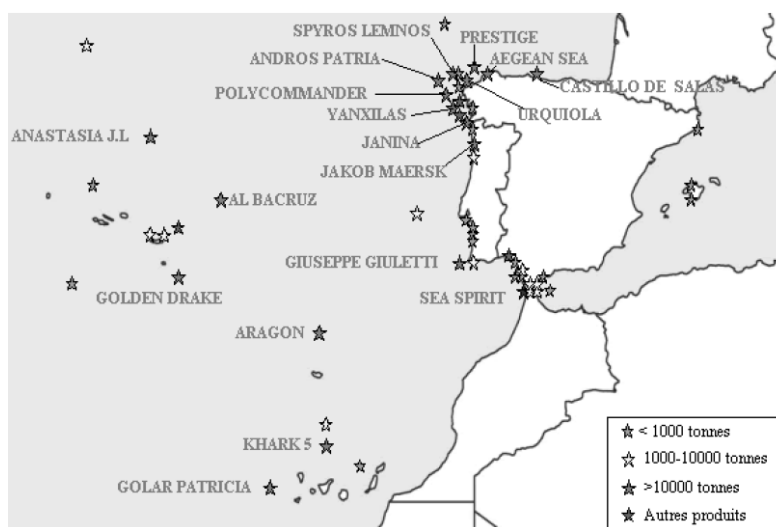 SPYROS LEMNOS
PRESTIGE
ANDROS PATRIA
AEGEAN SEA
CASTILLO DE SALAS
POLYCOMMANDER
URQUIOLA
YANXILAS
ANASTASIA J.L
JANINA
JAKOB MAERSK
AL BACRUZ
GIUSEPPE GIULETTI
GOLDEN DRAKE
SEA SPIRIT
ARAGON
KHARK 5
GOLAR PATRICIA
< 1000 tonnes
1000-10000 tonnes
>10000 tonnes
Autres produits